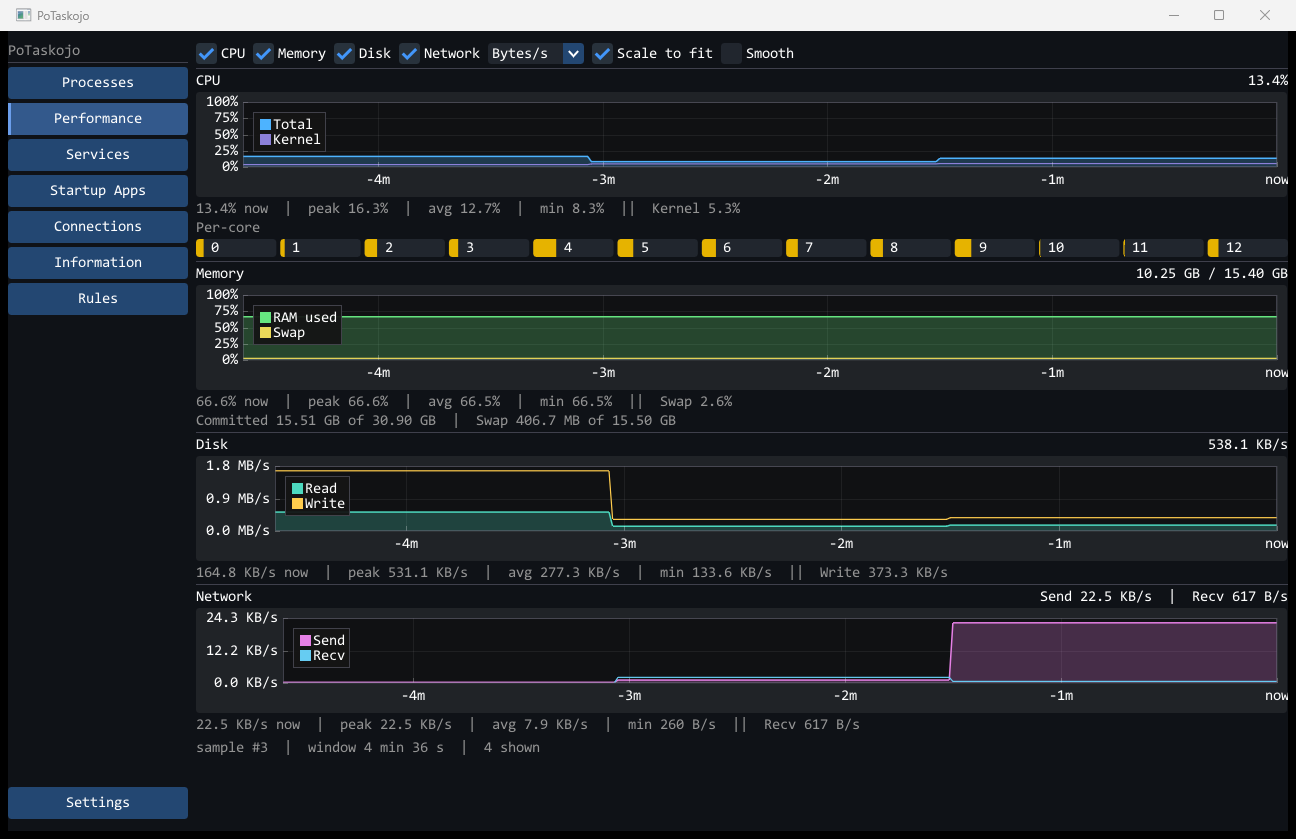 PoTaskojo
PoTaskojo
Processes
Performance
Services
Startup Apps
Connections
Information
Rules
Settings
CPU Memory Disk Network Bytes/s Scale to fit Smooth
CPU 13.4%
100%
75%
50%
25%
0%
Total
Kernel
-4m -3m -2m -1m now
13.4% now | peak 16.3% | avg 12.7% | min 8.3% || Kernel 5.3%
Per-core
0 1 2 3 4 5 6 7 8 9 10 11 12
Memory 10.25 GB / 15.40 GB
100%
75%
50%
25%
0%
RAM used
Swap
-4m -3m -2m -1m now
66.6% now | peak 66.6% | avg 66.5% | min 66.5% || Swap 2.6%
Committed 15.51 GB of 30.90 GB | Swap 406.7 MB of 15.50 GB
Disk 538.1 KB/s
1.8 MB/s
0.9 MB/s
0.0 MB/s
Read
Write
-4m -3m -2m -1m now
164.8 KB/s now | peak 531.1 KB/s | avg 277.3 KB/s | min 133.6 KB/s || Write 373.3 KB/s
Network Send 22.5 KB/s | Recv 617 B/s
24.3 KB/s
12.2 KB/s
0.0 KB/s
Send
Recv
-4m -3m -2m -1m now
22.5 KB/s now | peak 22.5 KB/s | avg 7.9 KB/s | min 260 B/s || Recv 617 B/s
sample #3 | window 4 min 36 s | 4 shown